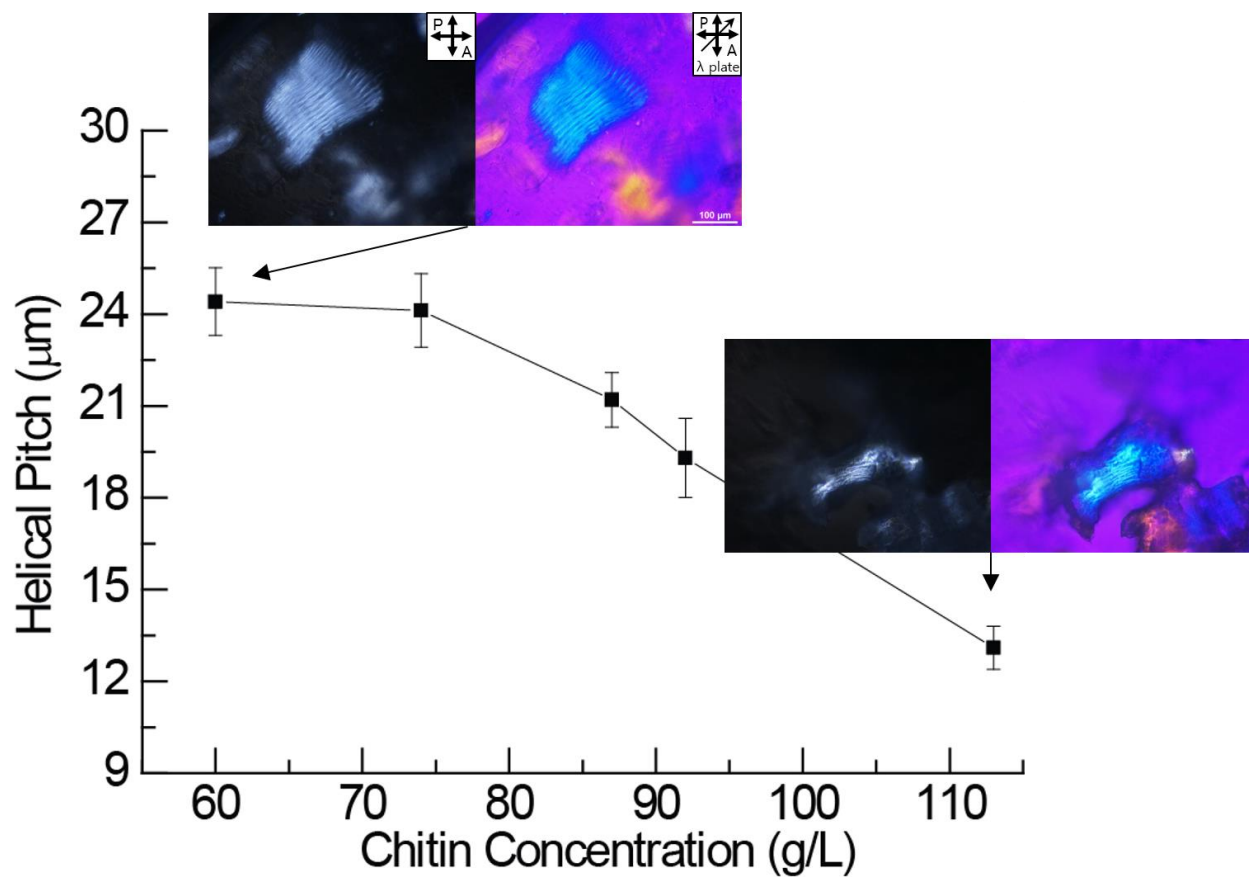 P
A
P
A
λ plate
100 µm
30
27
24
21
18
15
12
9
Helical Pitch (µm)
60 70 80 90 100 110
Chitin Concentration (g/L)